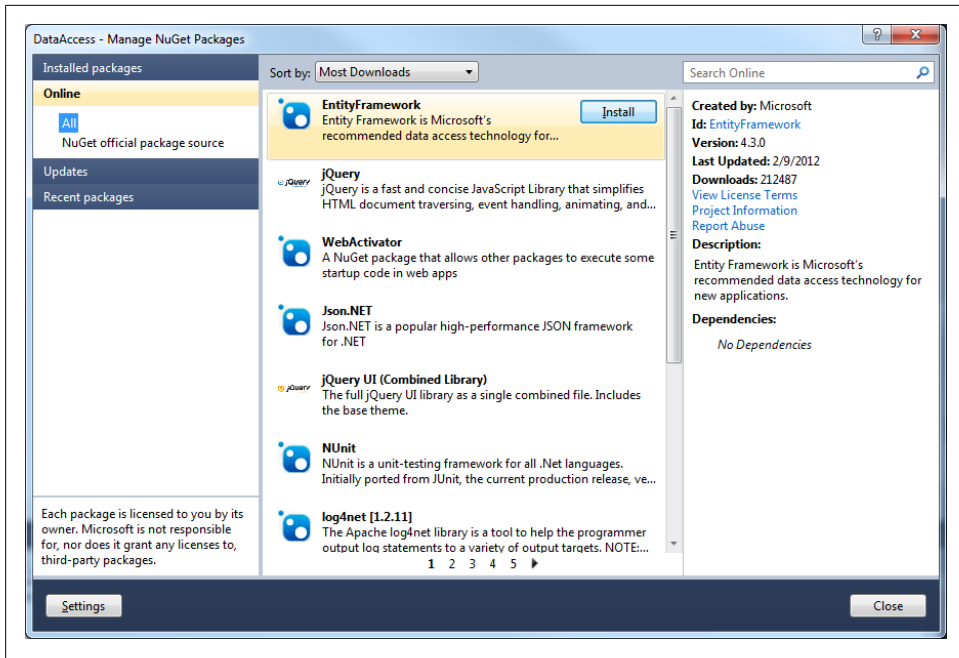 DataAccess - Manage NuGet Packages
Installed packages
Online
All
NuGet official package source
Updates
Recent packages
Each package is licensed to you by its
owner. Microsoft is not responsible
for, nor does it grant any licenses to,
third-party packages.
Sort by: Most Downloads
EntityFramework
Entity Framework is Microsoft's
recommended data access technology for...
Install
jQuery
jQuery
jQuery is a fast and concise JavaScript Library that simplifies
HTML document traversing, event handling, animating, and...
WebActivator
A NuGet package that allows other packages to execute some
startup code in web apps
Json.NET
Json.NET is a popular high-performance JSON framework
for .NET
jQuery
jQuery UI (Combined Library)
The full jQuery UI library as a single combined file. Includes
the base theme.
NUnit
NUnit is a unit-testing framework for all .Net languages.
Initially ported from JUnit, the current production release, ve...
log4net [1.2.11]
The Apache log4net library is a tool to help the programmer
output log statements to a variety of output targets. NOTE:...
1 2 3 4 5
Search Online
Created by: Microsoft
Id: EntityFramework
Version: 4.3.0
Last Updated: 2/9/2012
Downloads: 212487
View License Terms
Project Information
Report Abuse
Description:
Entity Framework is Microsoft's
recommended data access technology for
new applications.
Dependencies:
No Dependencies
Settings
Close